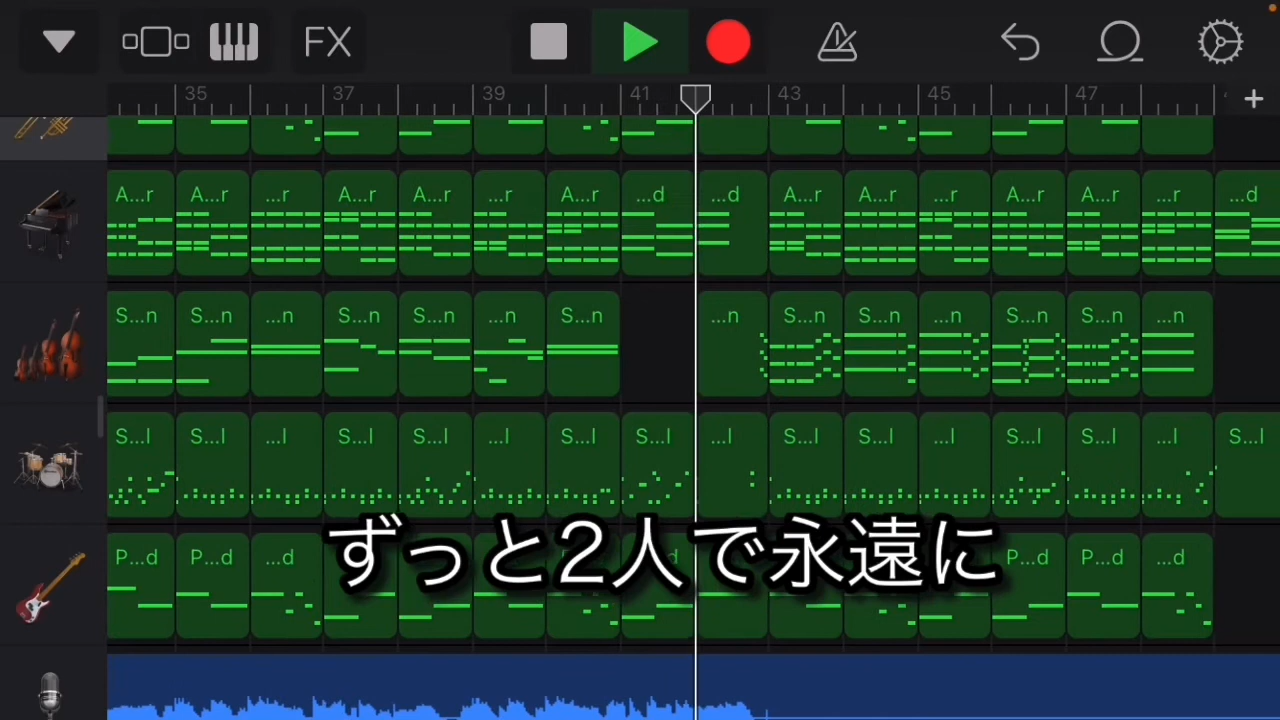 FX
35 37 39 41 43 45 47
A...r A...r ...r A...r A...r ...r A...r ...d ...d A...r A...r ...r A...r A...r ...r ...d
S...n S...n ...n S...n S...n ...n S...n ...n S...n S...n ...n S...n S...n ...n
S...l S...l ...l S...l S...l ...l S...l S...l ...l S...l S...l ...l S...l S...l ...l S...l
P...d P...d ...d P...d P...d ...d
ずっと2人で永遠に